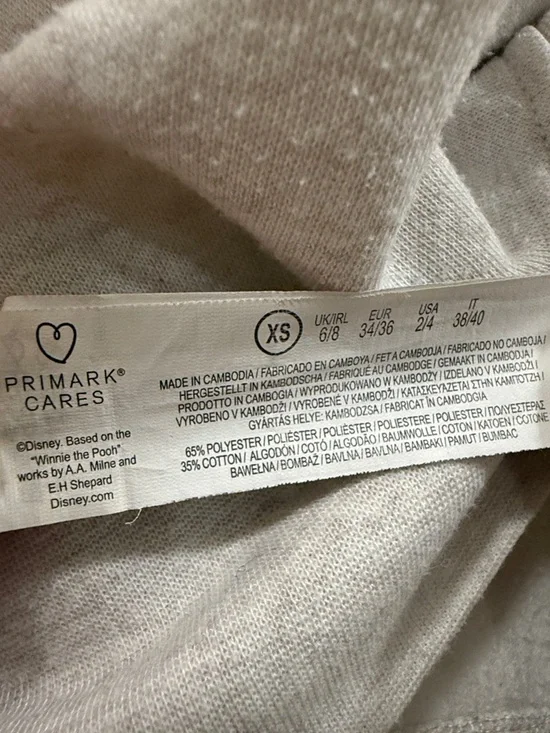 PRIMARK®
CARES
©Disney. Based on the
"Winnie the Pooh"
works by A.A. Milne and
E.H Shepard
Disney.com
XS
UK/IRL EUR USA IT
6/8 34/36 2/4 38/40
MADE IN CAMBODIA / FABRICADO EN CAMBOYA / FET A CAMBODJA / FABRICADO NO CAMBOJA /
HERGESTELLT IN KAMBODSCHA / FABRIQUÉ AU CAMBODGE / GEMAAKT IN CAMBODJA /
PRODOTTO IN CAMBOGIA / WYPRODUKOWANO W KAMBODŻY / IZDELANO V KAMBODŽI /
VYROBENO V KAMBODŽI / VYROBENÉ V KAMBODŽI / ΚΑΤΑΣΚΕΥΑΖΕΤΑΙ ΣΤΗΝ ΚΑΜΠΟΤΖΗ /
GYÁRTÁS HELYE: KAMBODZSA / FABRICAT ÎN CAMBODGIA
65% POLYESTER / POLIÉSTER / POLIÈSTER / POLIESTERE / POLIESTER / ΠΟΛΥΕΣΤΕΡΑΣ
35% COTTON / ALGODÓN / COTÓ / ALGODÃO / BAUMWOLLE / COTON / KATOEN / COTONE
BAWEŁNA / BOMBAŽ / BAVLNA / BAVLNA / ΒΑΜΒΑΚΙ / PAMUT / BUMBAC